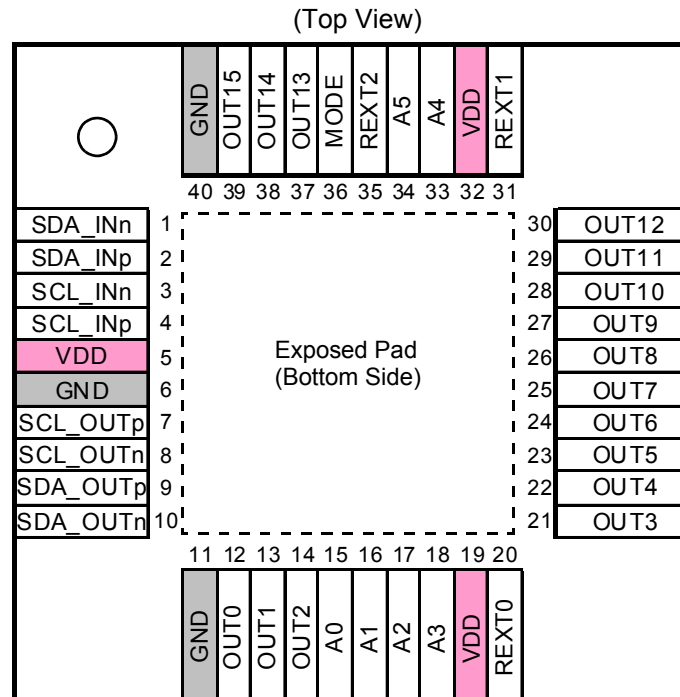 (Top View)
GND OUT15 OUT14 OUT13 MODE REXT2 A5 A4 VDD REXT1
40 39 38 37 36 35 34 33 32 31
SDA_INn 1
SDA_INp 2
SCL_INn 3
SCL_INp 4
VDD 5
GND 6
SCL_OUTp 7
SCL_OUTn 8
SDA_OUTp 9
SDA_OUTn 10
Exposed Pad
(Bottom Side)
30 OUT12
29 OUT11
28 OUT10
27 OUT9
26 OUT8
25 OUT7
24 OUT6
23 OUT5
22 OUT4
21 OUT3
11 12 13 14 15 16 17 18 19 20
GND OUT0 OUT1 OUT2 A0 A1 A2 A3 VDD REXT0